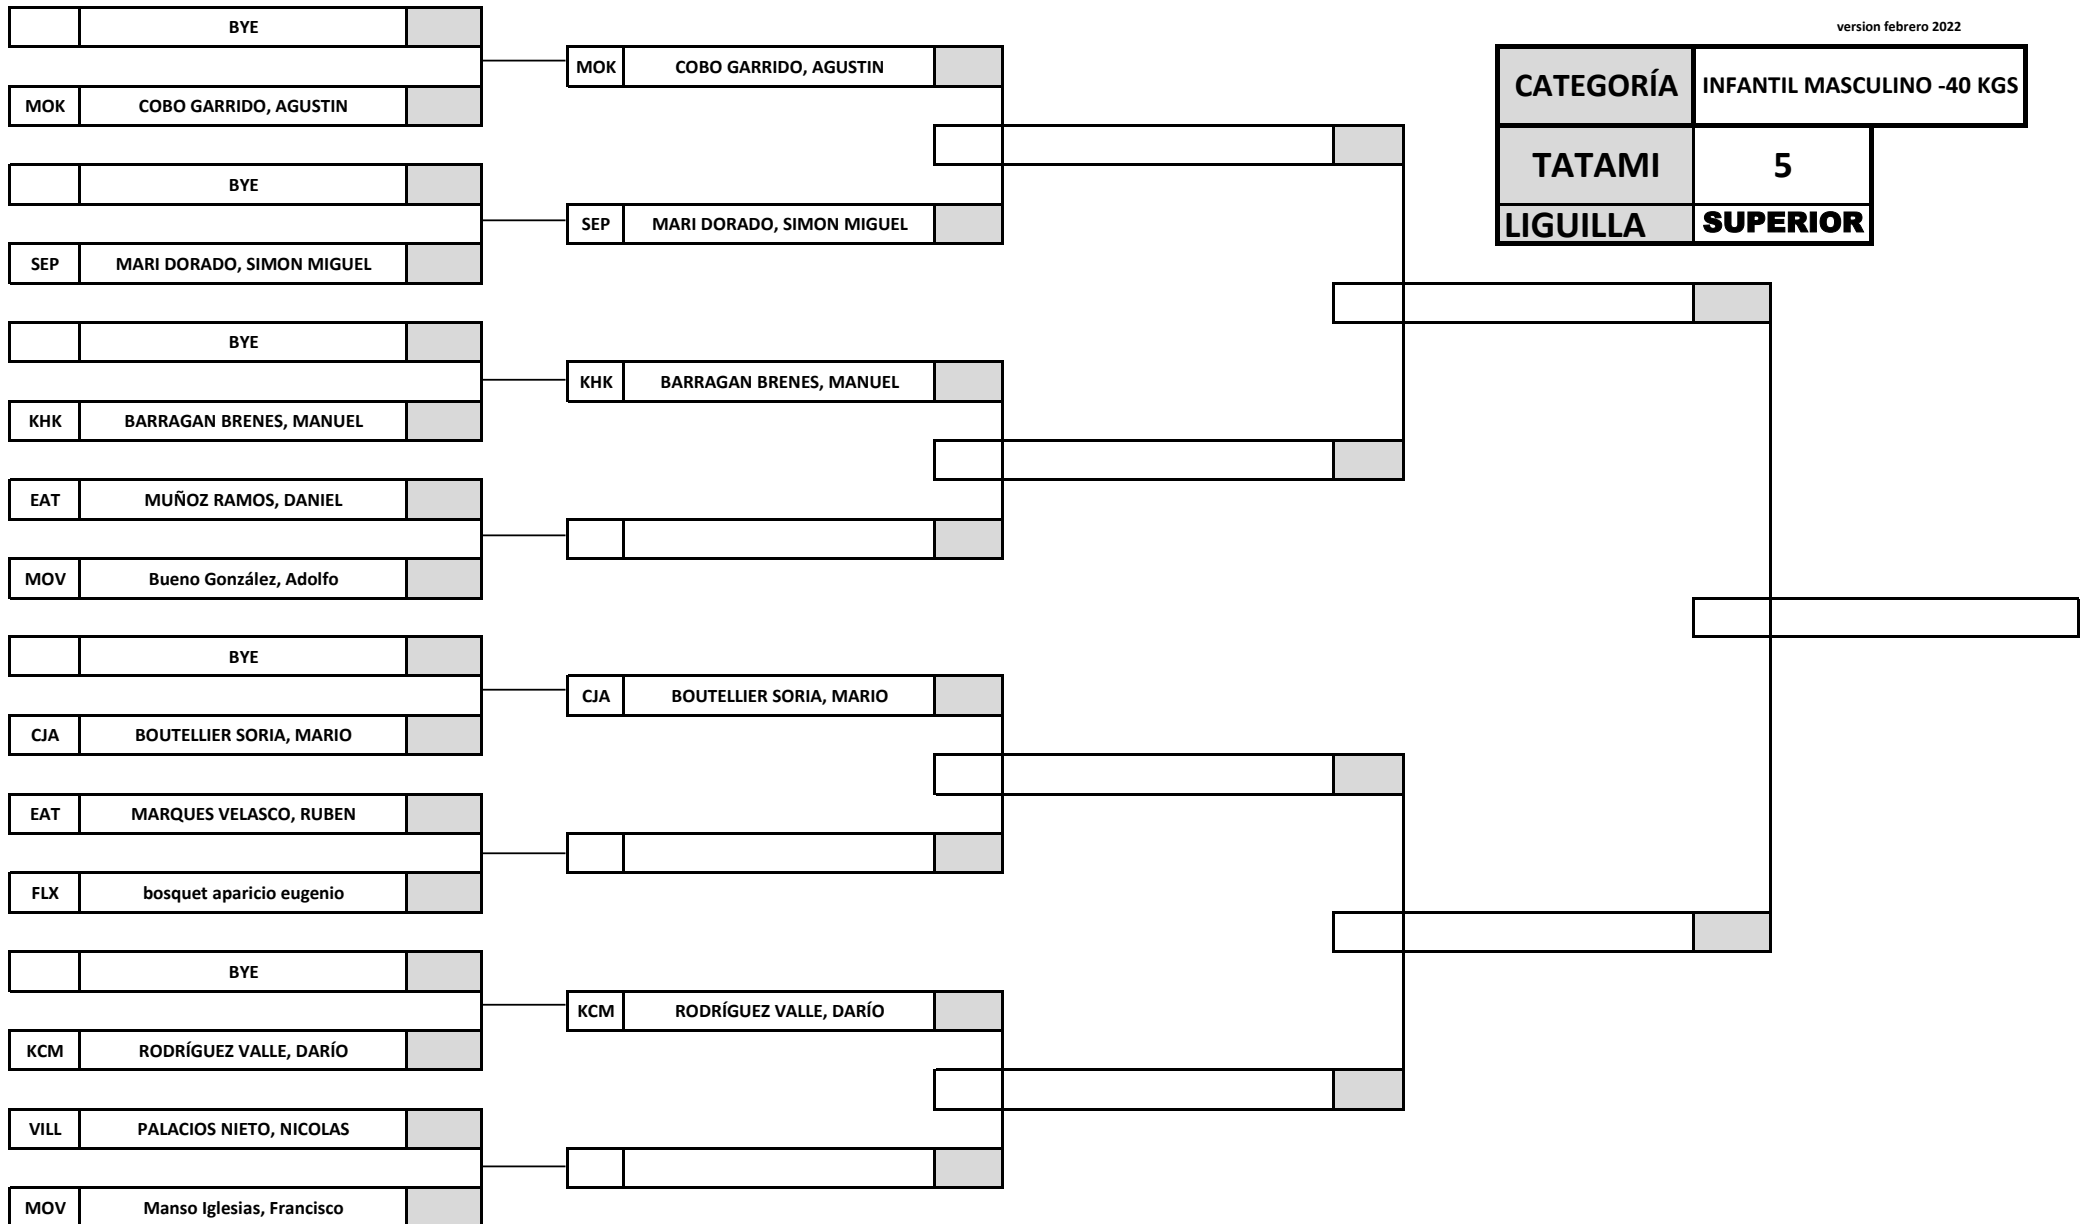 BYE
version febrero 2022
MOK COBO GARRIDO, AGUSTIN
CATEGORÍA INFANTIL MASCULINO -40 KGS
MOK COBO GARRIDO, AGUSTIN
TATAMI 5
BYE
SEP MARI DORADO, SIMON MIGUEL
LIGUILLA SUPERIOR
SEP MARI DORADO, SIMON MIGUEL
BYE
KHK BARRAGAN BRENES, MANUEL
KHK BARRAGAN BRENES, MANUEL
EAT MUÑOZ RAMOS, DANIEL
MOV Bueno González, Adolfo
BYE
CJA BOUTELLIER SORIA, MARIO
CJA BOUTELLIER SORIA, MARIO
EAT MARQUES VELASCO, RUBEN
FLX bosquet aparicio eugenio
BYE
KCM RODRÍGUEZ VALLE, DARÍO
KCM RODRÍGUEZ VALLE, DARÍO
VILL PALACIOS NIETO, NICOLAS
MOV Manso Iglesias, Francisco